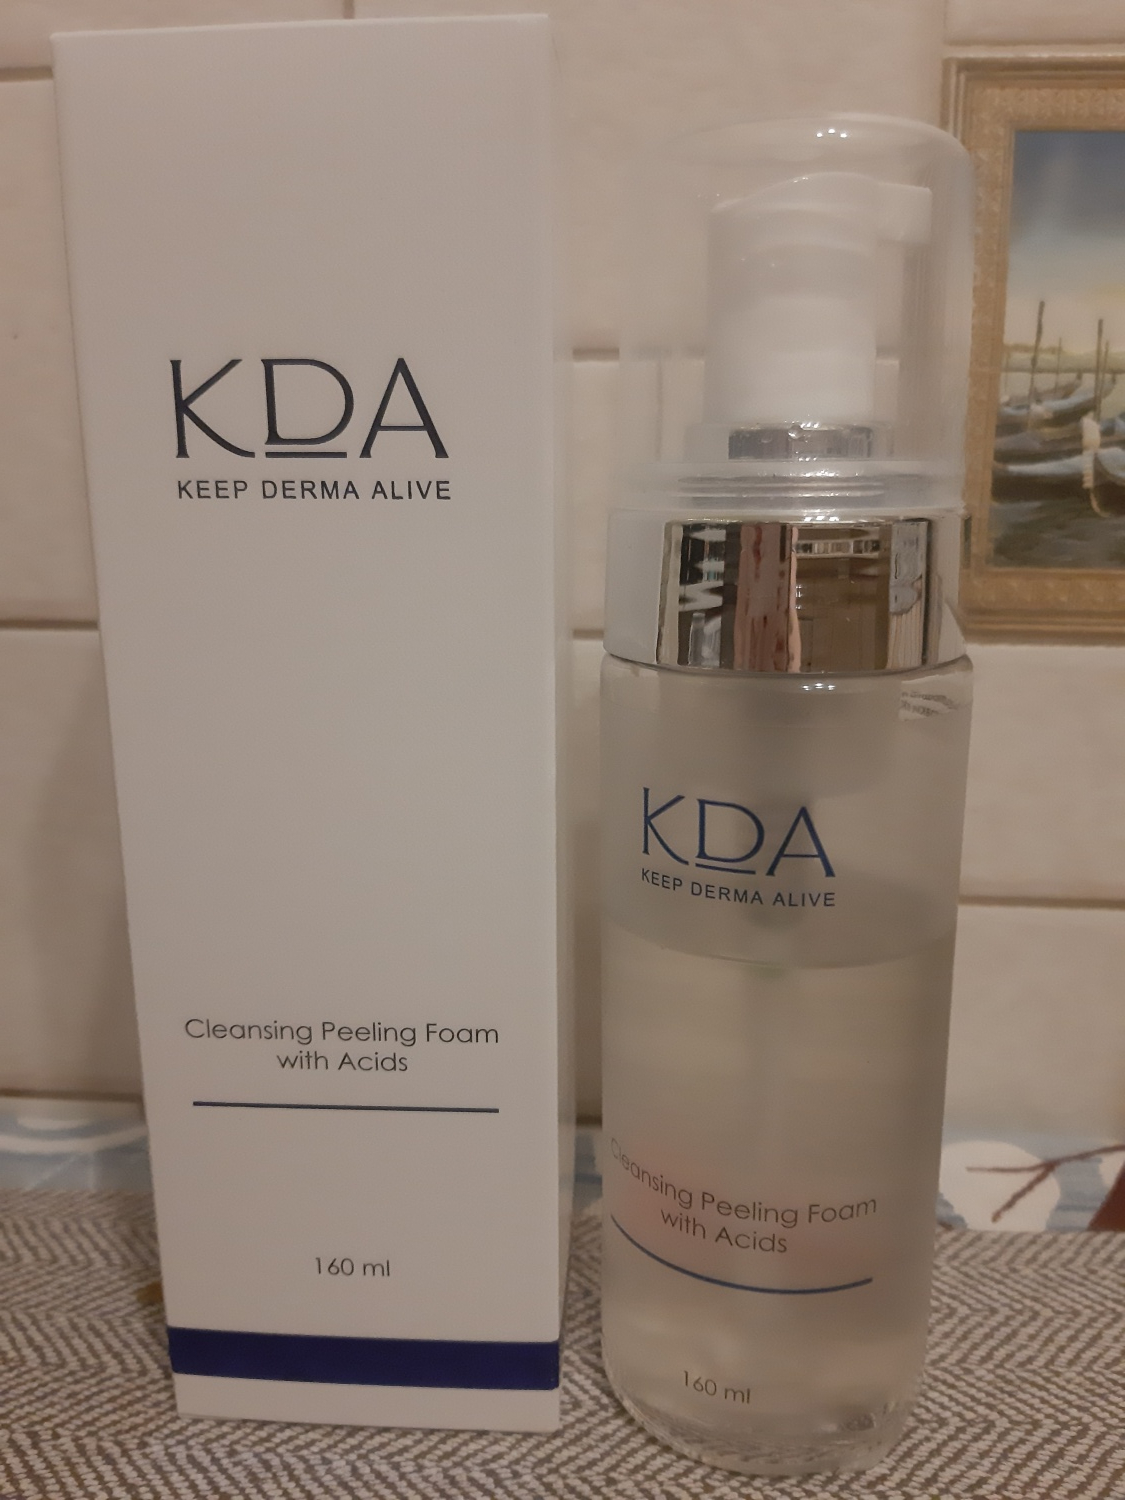 KDA
KEEP DERMA ALIVE
Cleansing Peeling Foam
with Acids
160 ml
KDA
KEEP DERMA ALIVE
Cleansing Peeling Foam
with Acids
160 ml